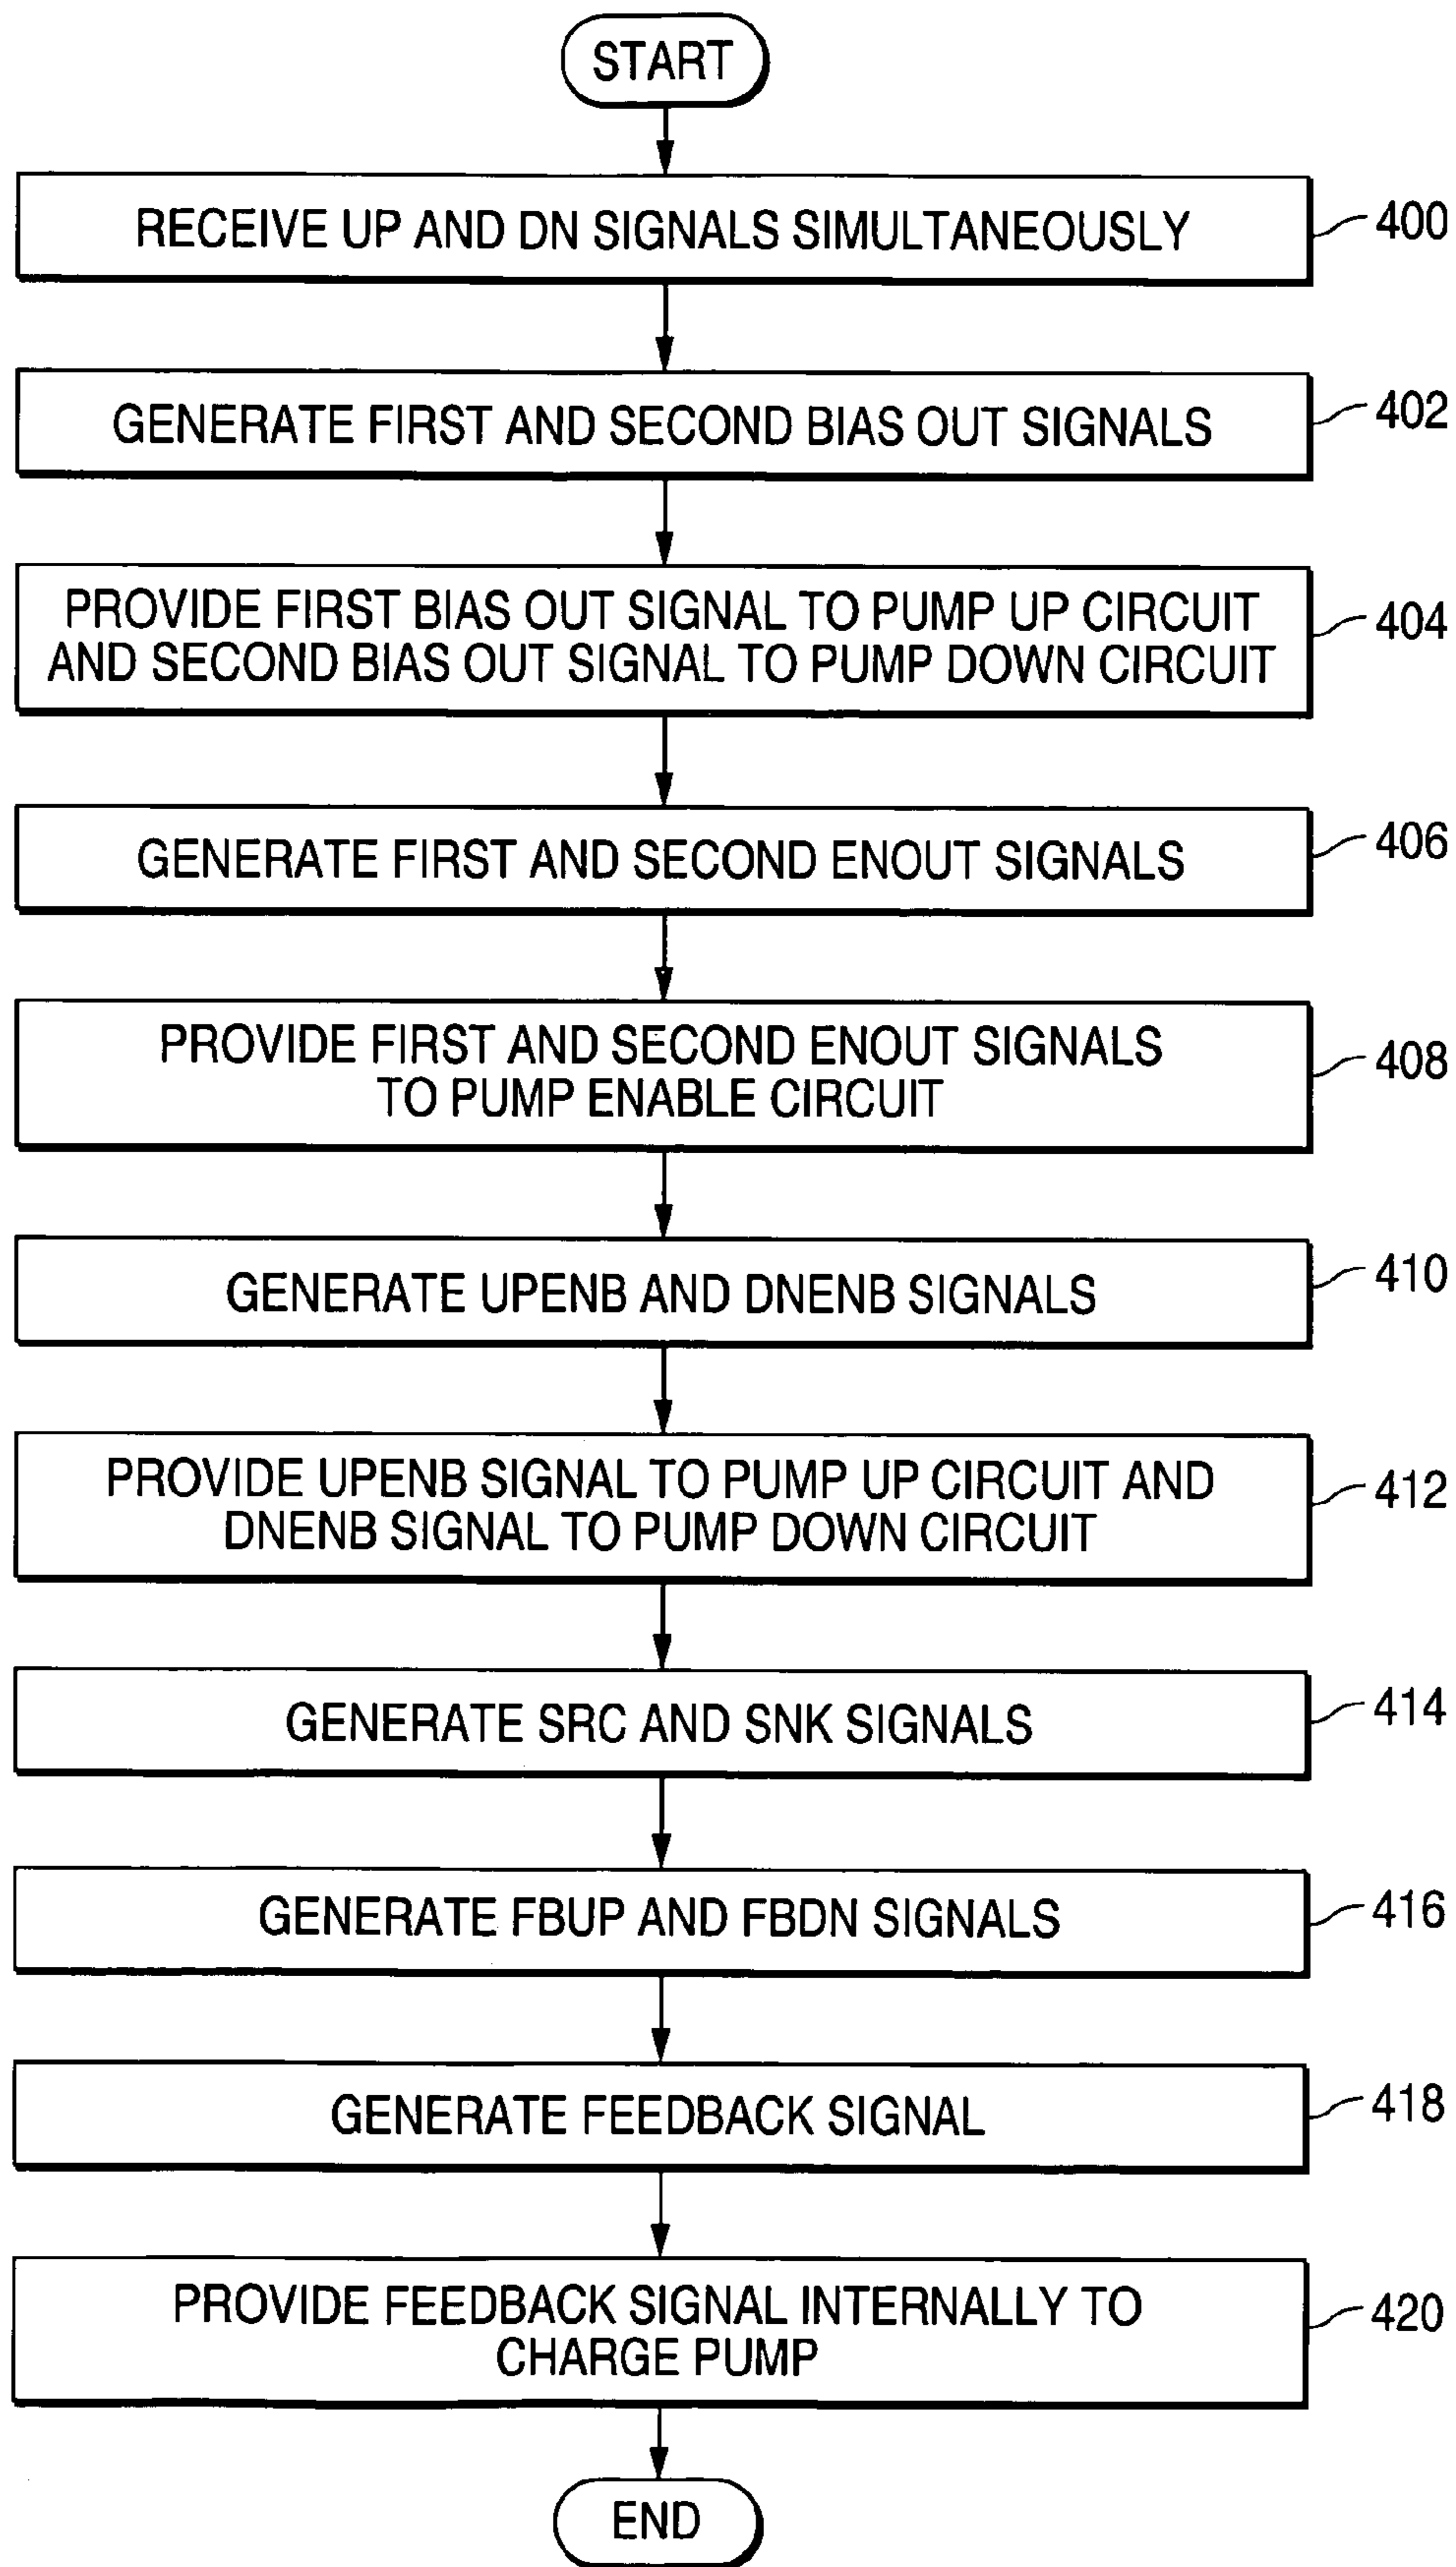 START
RECEIVE UP AND DN SIGNALS SIMULTANEOUSLY
400
GENERATE FIRST AND SECOND BIAS OUT SIGNALS
402
PROVIDE FIRST BIAS OUT SIGNAL TO PUMP UP CIRCUIT
AND SECOND BIAS OUT SIGNAL TO PUMP DOWN CIRCUIT
404
GENERATE FIRST AND SECOND ENOUT SIGNALS
406
PROVIDE FIRST AND SECOND ENOUT SIGNALS
TO PUMP ENABLE CIRCUIT
408
GENERATE UPENB AND DNENB SIGNALS
410
PROVIDE UPENB SIGNAL TO PUMP UP CIRCUIT AND
DNENB SIGNAL TO PUMP DOWN CIRCUIT
412
GENERATE SRC AND SNK SIGNALS
414
GENERATE FBUP AND FBDN SIGNALS
416
GENERATE FEEDBACK SIGNAL
418
PROVIDE FEEDBACK SIGNAL INTERNALLY TO
CHARGE PUMP
420
END